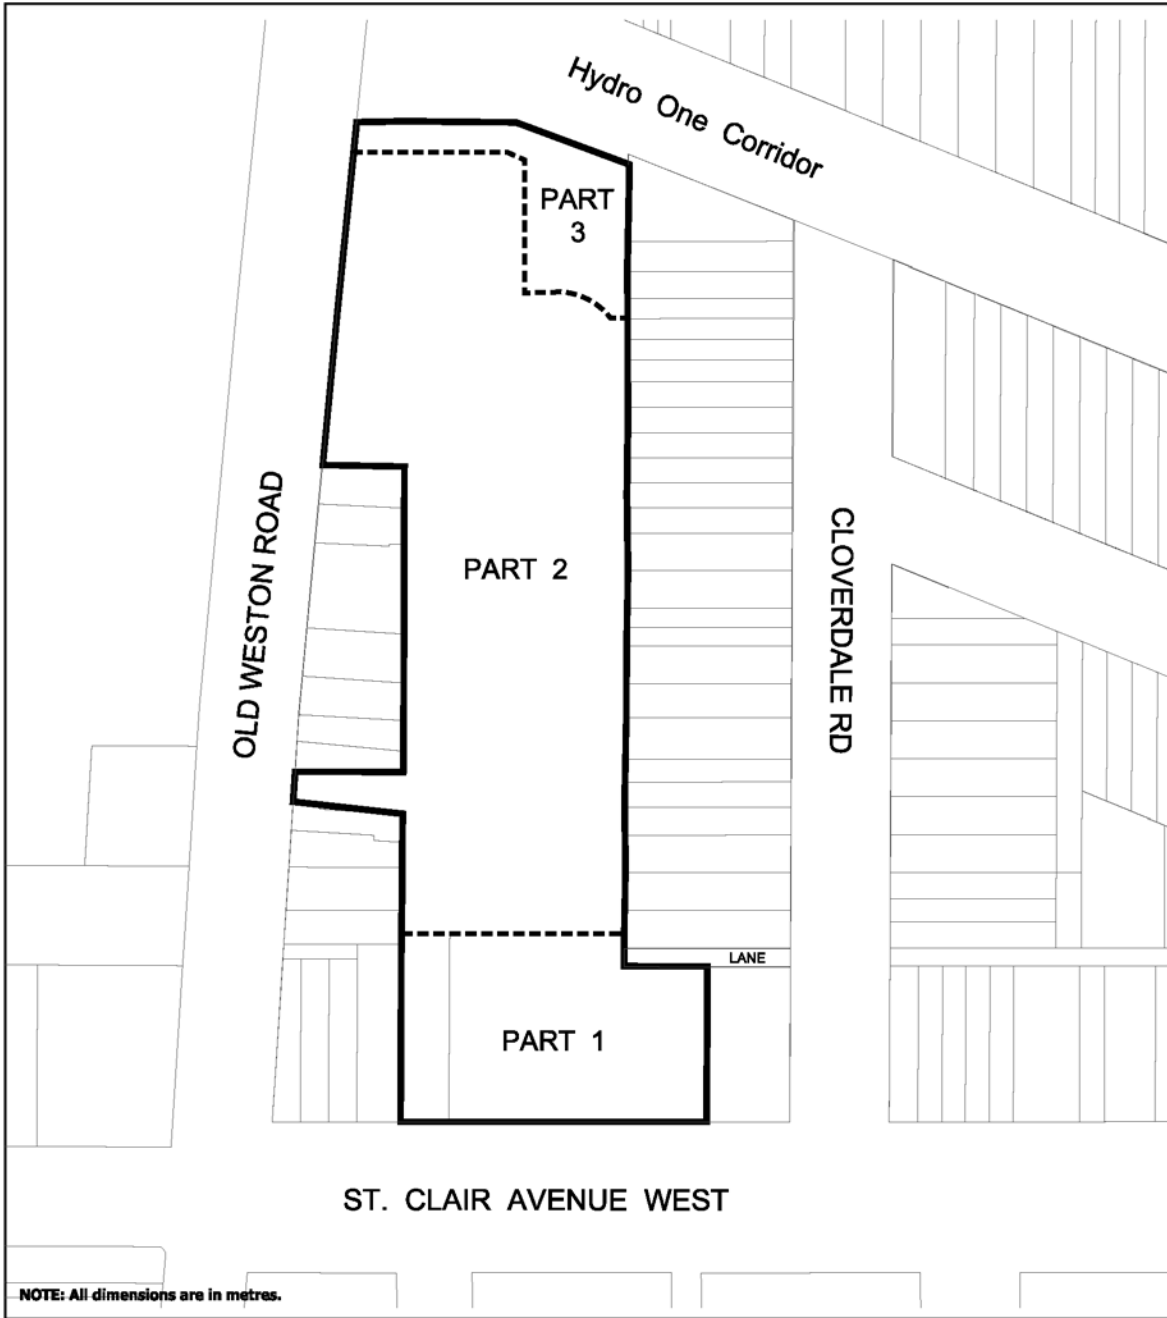 Hydro One Corridor
PART
3
OLD WESTON ROAD
PART 2
CLOVERDALE RD
LANE
PART 1
ST. CLAIR AVENUE WEST
NOTE: All dimensions are in metres.